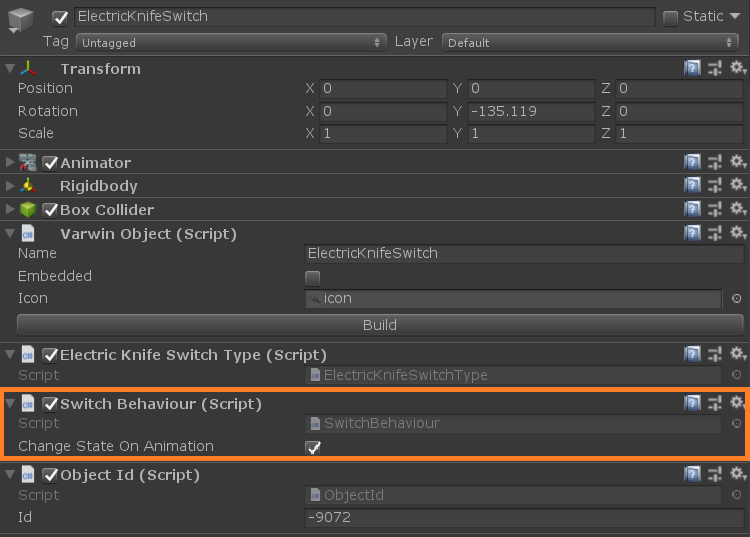 ElectricKnifeSwitch Static
Tag Untagged Layer Default
Transform
Position X 0 Y 0 Z 0
Rotation X 0 Y -135.119 Z 0
Scale X 1 Y 1 Z 1
Animator
Rigidbody
Box Collider
Varwin Object (Script)
Name ElectricKnifeSwitch
Embedded
Icon icon
Build
Electric Knife Switch Type (Script)
Script ElectricKnifeSwitchType
Switch Behaviour (Script)
Script SwitchBehaviour
Change State On Animation
Object Id (Script)
Script ObjectId
Id -9072